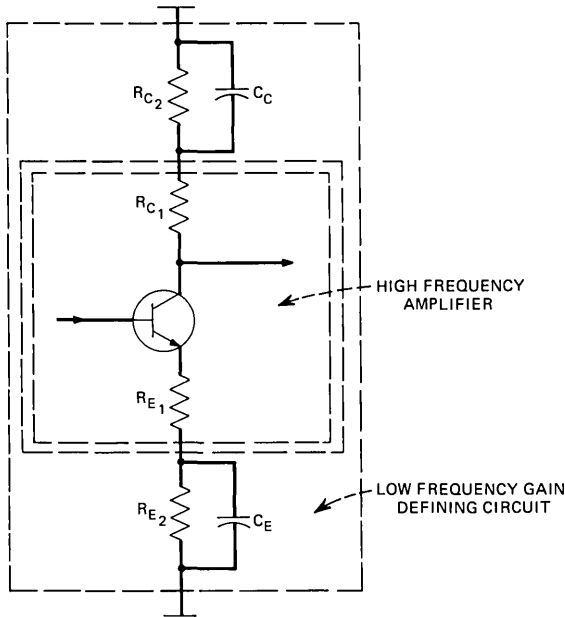 RC2
CC
RC1
HIGH FREQUENCY
AMPLIFIER
RE1
LOW FREQUENCY GAIN
DEFINING CIRCUIT
RE2
CE